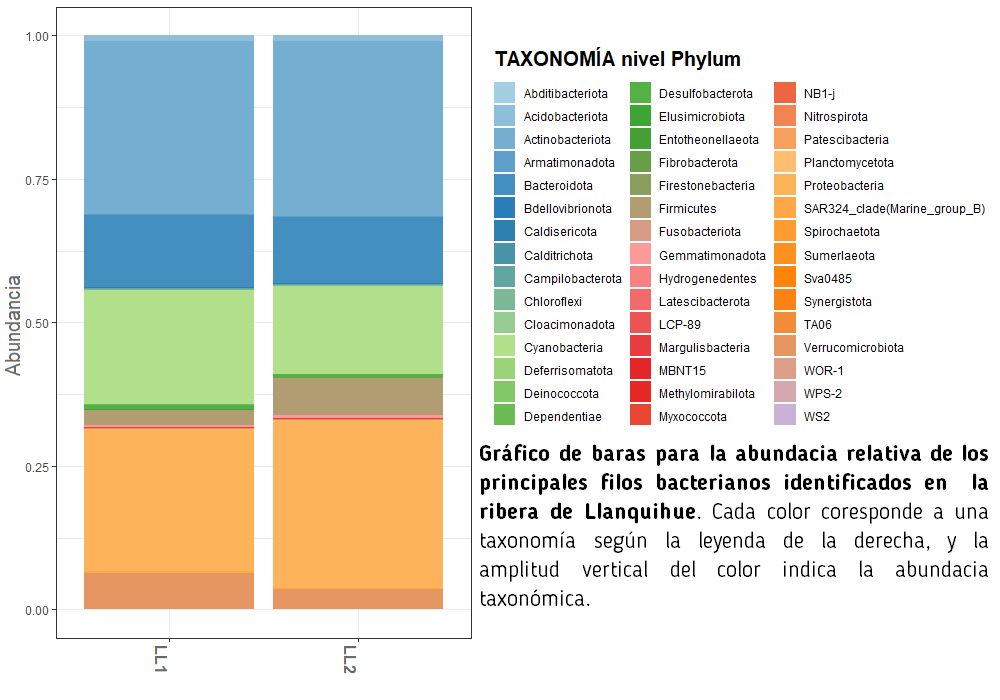 1.00
0.75
0.50
0.25
0.00
Abundancia
LL1
LL2
TAXONOMÍA nivel Phylum
Abditibacteriota
Acidobacteriota
Actinobacteriota
Armatimonadota
Bacteroidota
Bdellovibrionota
Caldisericota
Calditrichota
Campilobacterota
Chloroflexi
Cloacimonadota
Cyanobacteria
Deferrisomatota
Deinococcota
Dependentiae
Desulfobacterota
Elusimicrobiota
Entotheonellaeota
Fibrobacterota
Firestonebacteria
Firmicutes
Fusobacteriota
Gemmatimonadota
Hydrogenedentes
Latescibacterota
LCP-89
Margulisbacteria
MBNT15
Methylomirabilota
Myxococcota
NB1-j
Nitrospirota
Patescibacteria
Planctomycetota
Proteobacteria
SAR324_clade(Marine_group_B)
Spirochaetota
Sumerlaeota
Sva0485
Synergistota
TA06
Verrucomicrobiota
WOR-1
WPS-2
WS2
Gráfico de baras para la abundacia relativa de los
principales filos bacterianos identificados en la
ribera de Llanquihue. Cada color coresponde a una
taxonomía según la leyenda de la derecha, y la
amplitud vertical del color indica la abundacia
taxonómica.